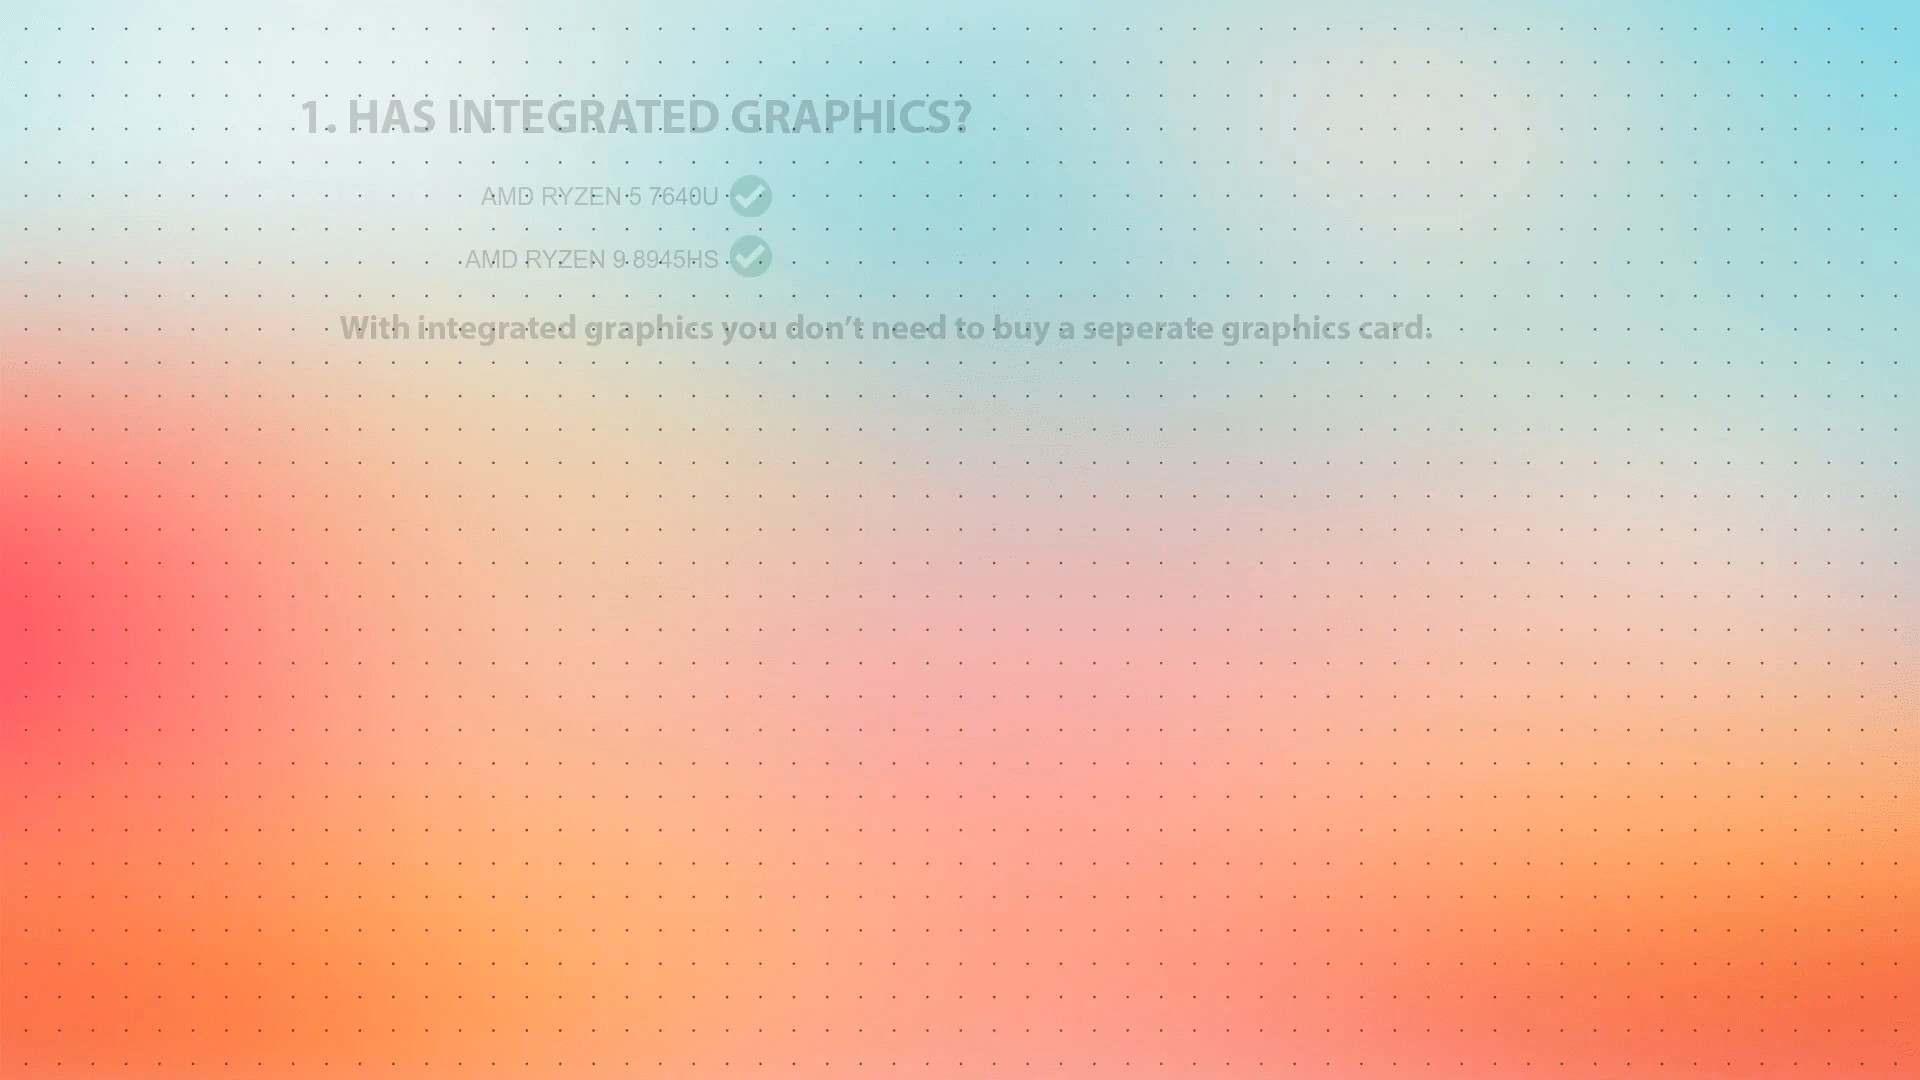 1. HAS INTEGRATED GRAPHICS?
AMD RYZEN 5 7640U
AMD RYZEN 9 8945HS
With integrated graphics you don’t need to buy a seperate graphics card.